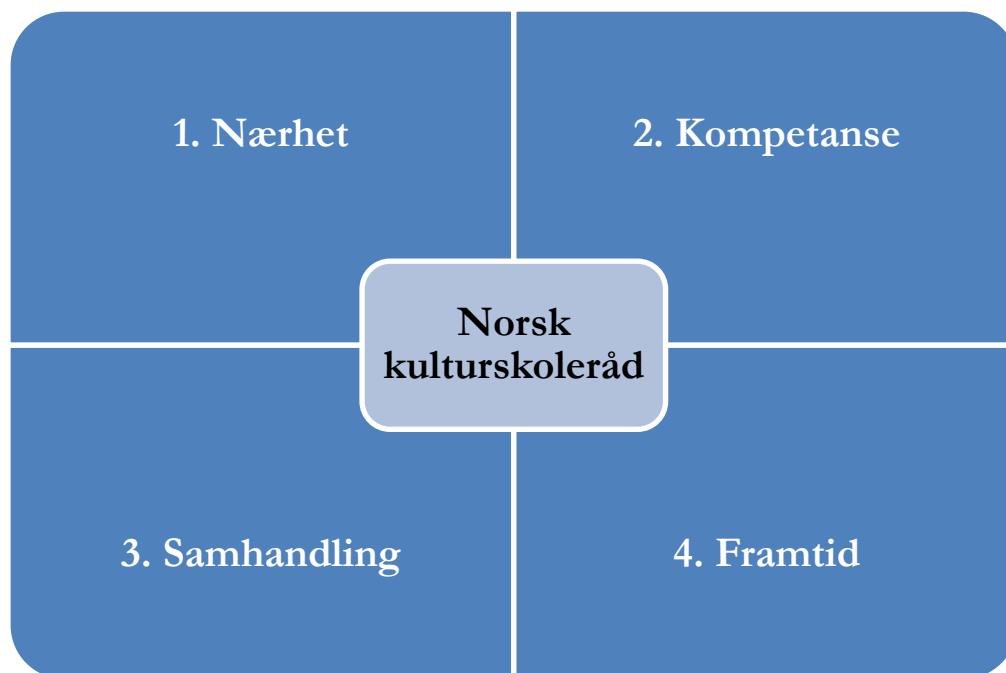 1. Nærhet
2. Kompetanse
Norsk
kulturskoleråd
3. Samhandling
4. Framtid